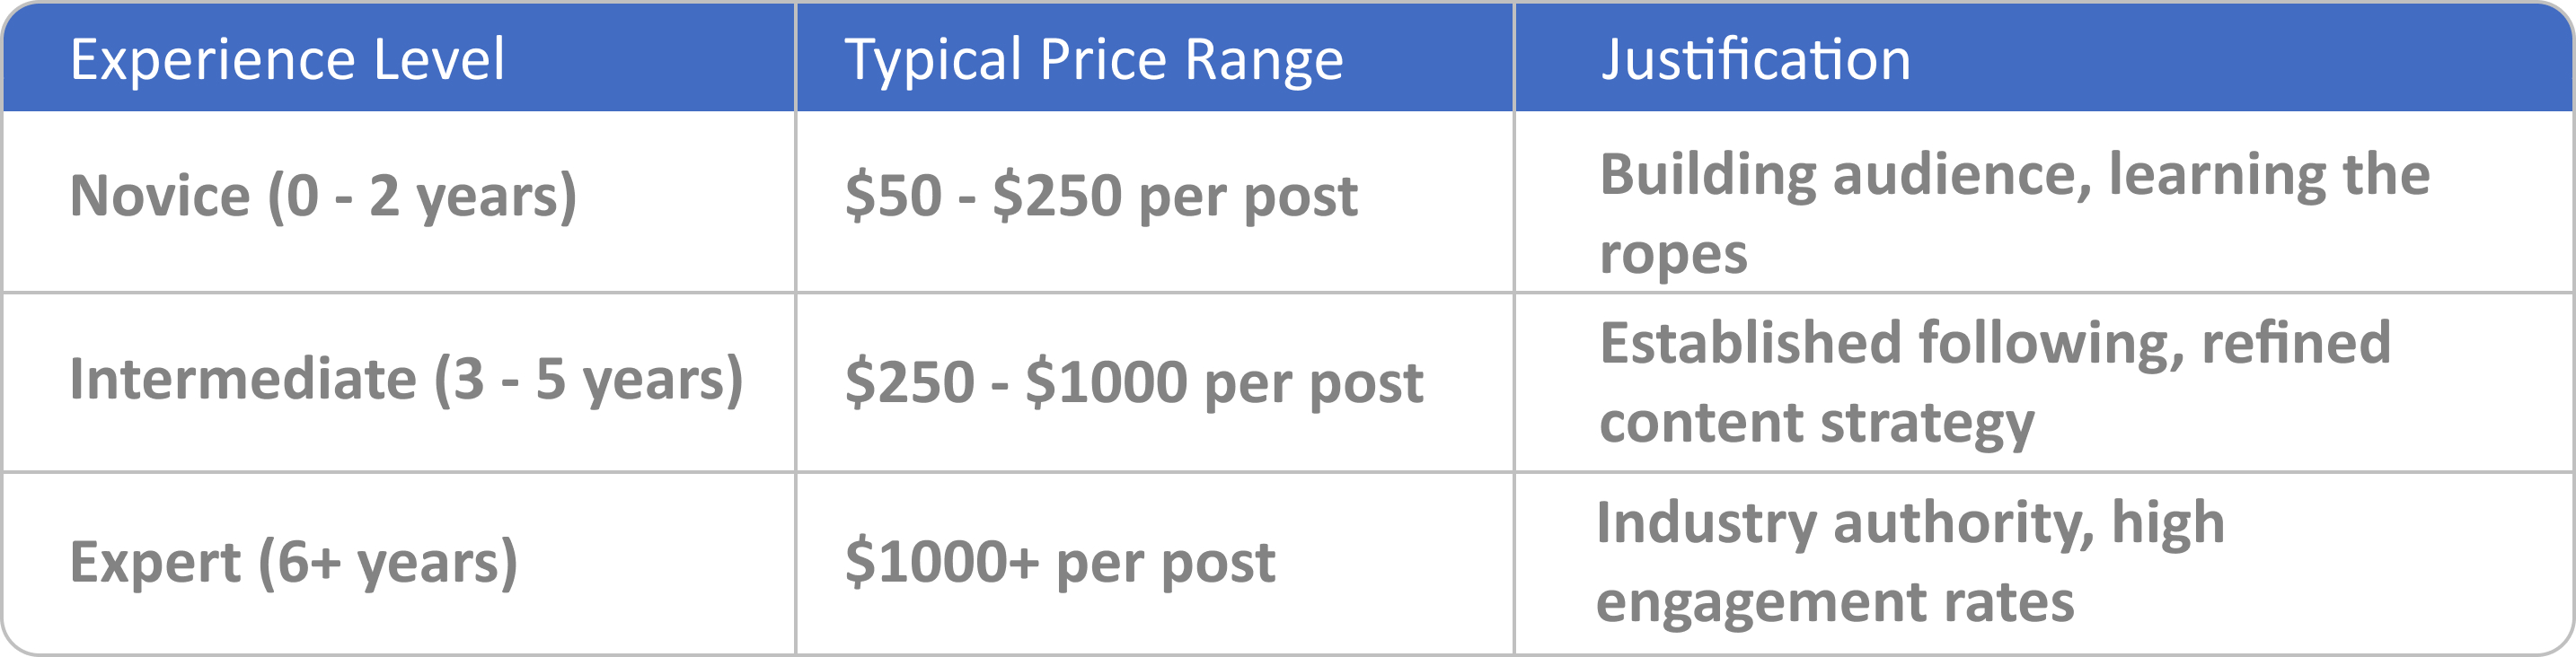 Experience Level
Typical Price Range
Justification
Novice (0 - 2 years)
$50 - $250 per post
Building audience, learning the
ropes
Intermediate (3 - 5 years)
$250 - $1000 per post
Established following, refined
content strategy
Expert (6+ years)
$1000+ per post
Industry authority, high
engagement rates